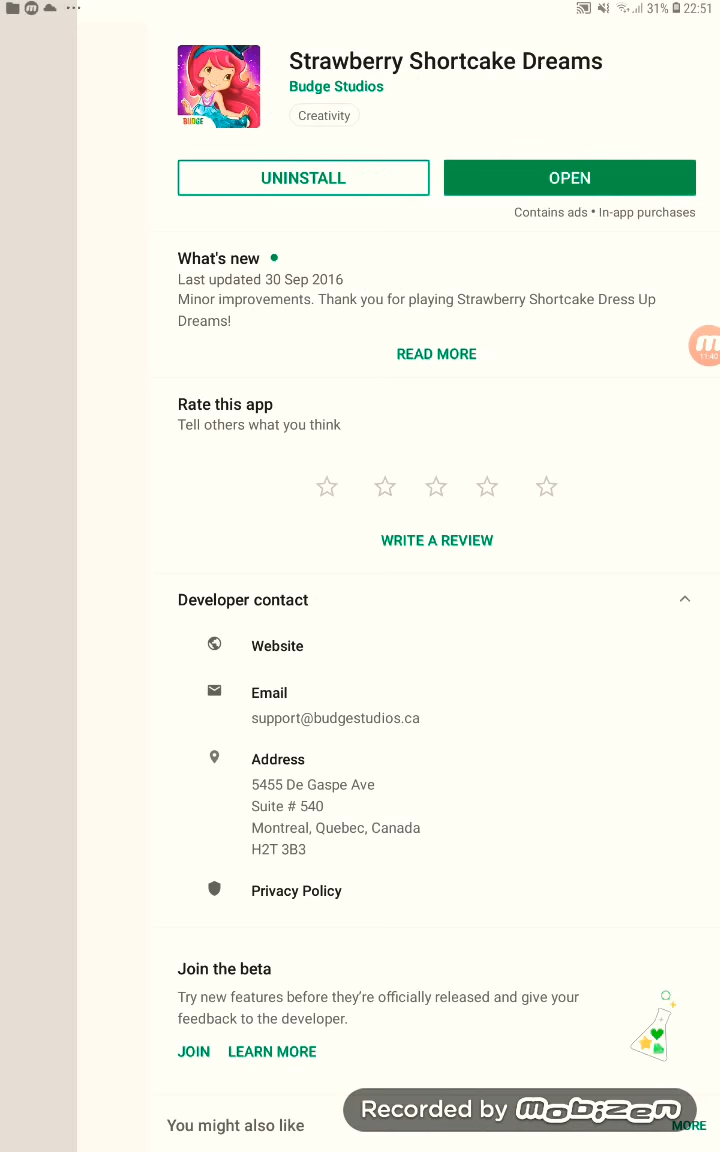 31% 22:51
Strawberry Shortcake Dreams
Budge Studios
BUDGE
Creativity
UNINSTALL
OPEN
Contains ads • In-app purchases
What's new
Last updated 30 Sep 2016
Minor improvements. Thank you for playing Strawberry Shortcake Dress Up
Dreams!
READ MORE
11:40
Rate this app
Tell others what you think
WRITE A REVIEW
Developer contact
Website
Email
support@budgestudios.ca
Address
5455 De Gaspe Ave
Suite # 540
Montreal, Quebec, Canada
H2T 3B3
Privacy Policy
Join the beta
Try new features before they're officially released and give your
feedback to the developer.
JOIN LEARN MORE
Recorded by mobizen
You might also like
MORE